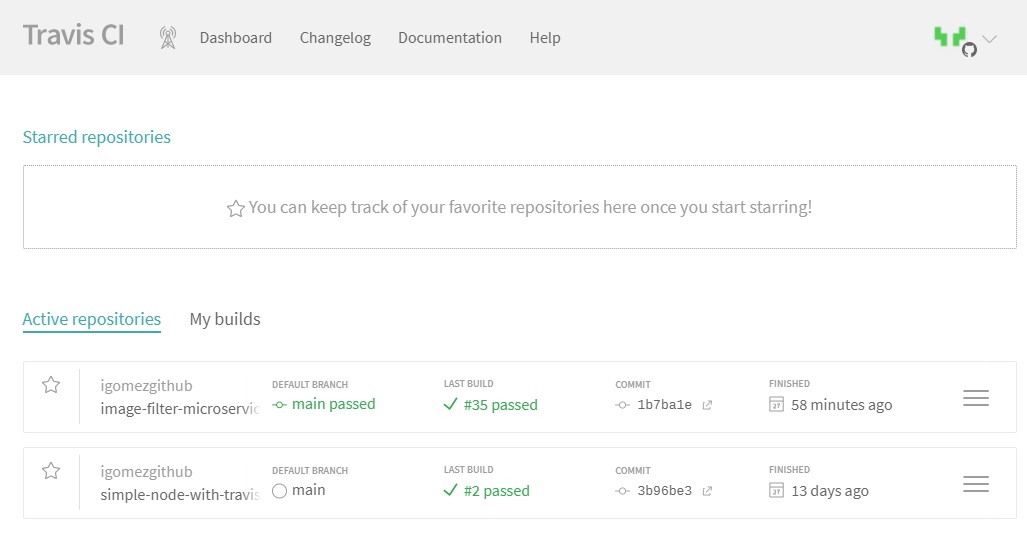 Travis CI Dashboard Changelog Documentation Help
Starred repositories
You can keep track of your favorite repositories here once you start starring!
Active repositories My builds
igomezgithub DEFAULT BRANCH LAST BUILD COMMIT FINISHED
image-filter-microservic main passed #35 passed 1b7ba1e 27 58 minutes ago
igomezgithub DEFAULT BRANCH LAST BUILD COMMIT FINISHED
simple-node-with-travis main #2 passed 3b96be3 27 13 days ago